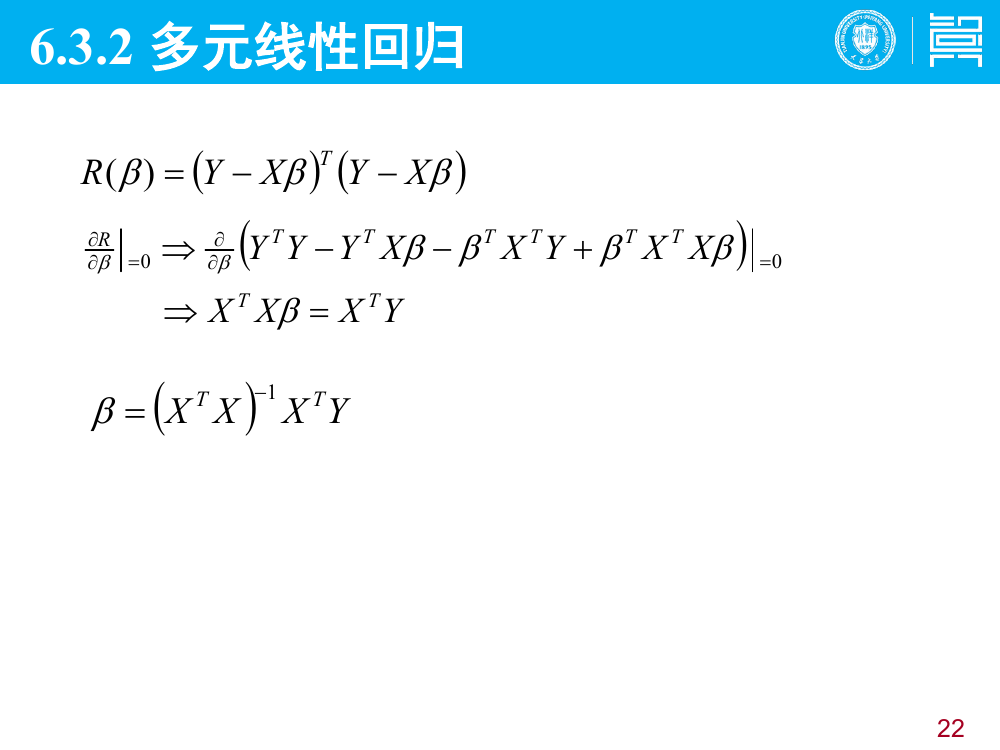 6.3.2 多元线性回归
R(β) = (Y − Xβ)^T (Y − Xβ)
∂R/∂β |_{=0} ⇒ ∂/∂β (Y^T Y − Y^T Xβ − β^T X^T Y + β^T X^T Xβ)|_{=0}
⇒ X^T Xβ = X^T Y
β = (X^T X)^{−1} X^T Y
22